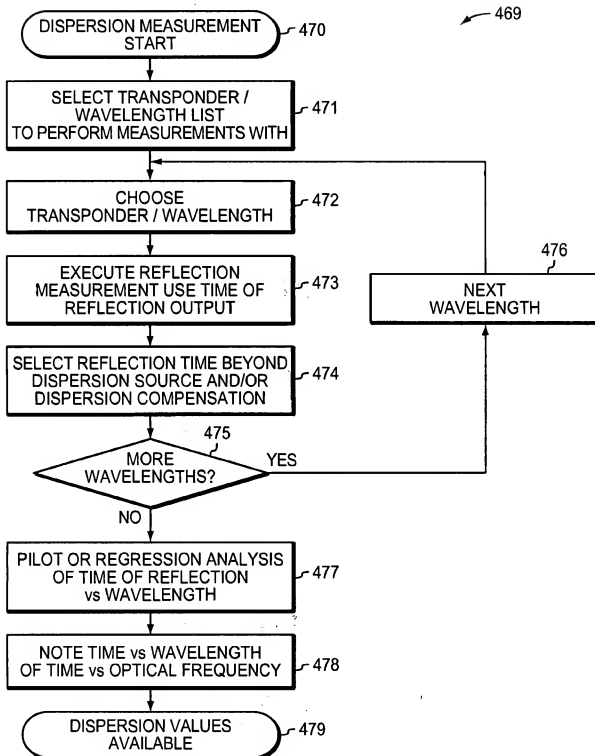 469
DISPERSION MEASUREMENT
START
470
SELECT TRANSPONDER /
WAVELENGTH LIST
TO PERFORM MEASUREMENTS WITH
471
CHOOSE
TRANSPONDER / WAVELENGTH
472
EXECUTE REFLECTION
MEASUREMENT USE TIME OF
REFLECTION OUTPUT
473
476
NEXT
WAVELENGTH
SELECT REFLECTION TIME BEYOND
DISPERSION SOURCE AND/OR
DISPERSION COMPENSATION
474
475
MORE
WAVELENGTHS?
YES
NO
PILOT OR REGRESSION ANALYSIS
OF TIME OF REFLECTION
vs WAVELENGTH
477
NOTE TIME vs WAVELENGTH
OF TIME vs OPTICAL FREQUENCY
478
DISPERSION VALUES
AVAILABLE
479